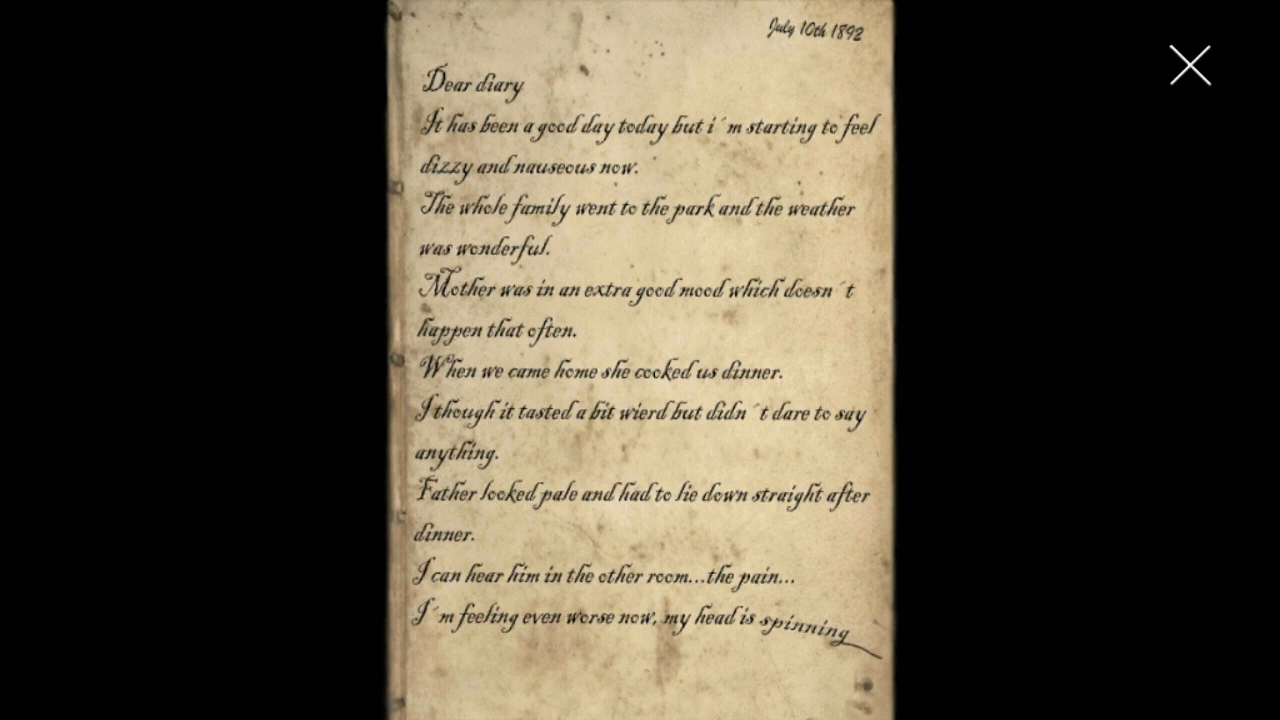 July 10th 1892
Dear diary
It has been a good day today but i´m starting to feel
dizzy and nauseous now.
The whole family went to the park and the weather
was wonderful.
Mother was in an extra good mood which doesn´t
happen that often.
When we came home she cooked us dinner.
I though it tasted a bit wierd but didn´t dare to say
anything.
Father looked pale and had to lie down straight after
dinner.
I can hear him in the other room...the pain...
I´m feeling even worse now, my head is spinning